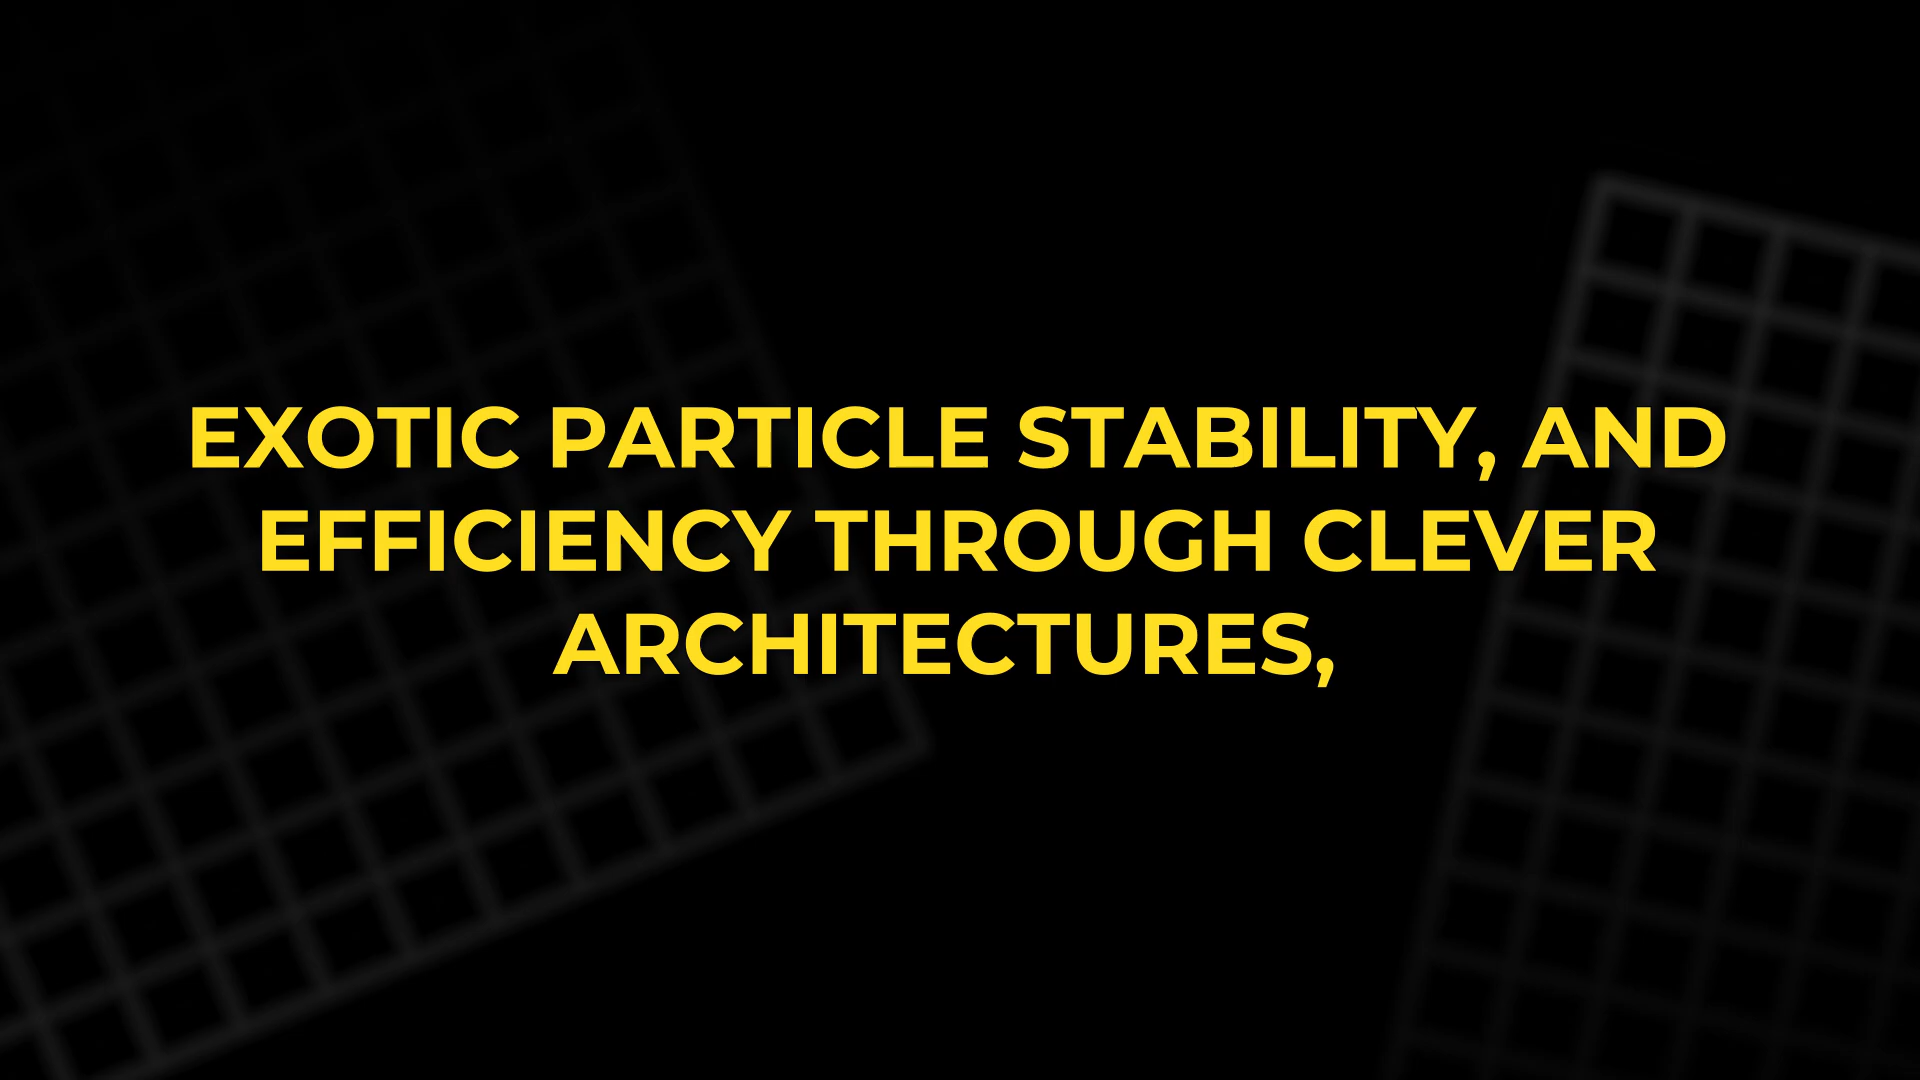 EXOTIC PARTICLE STABILITY, AND
EFFICIENCY THROUGH CLEVER
ARCHITECTURES,